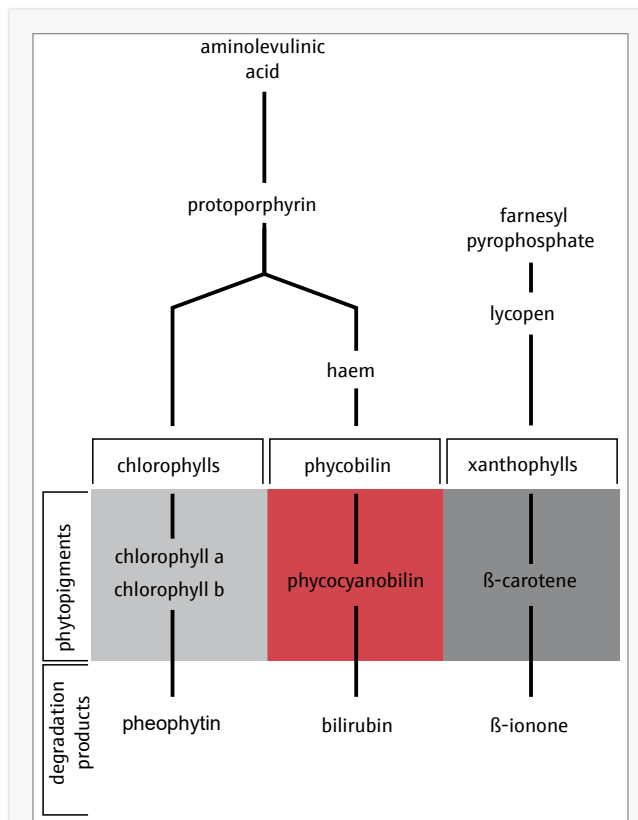 aminolevulinic
acid
protoporphyrin
farnesyl
pyrophosphate
lycopen
haem
chlorophylls
phycobilin
xanthophylls
phytopigments
chlorophyll a
chlorophyll b
phycocyanobilin
ß-carotene
degradation
products
pheophytin
bilirubin
ß-ionone